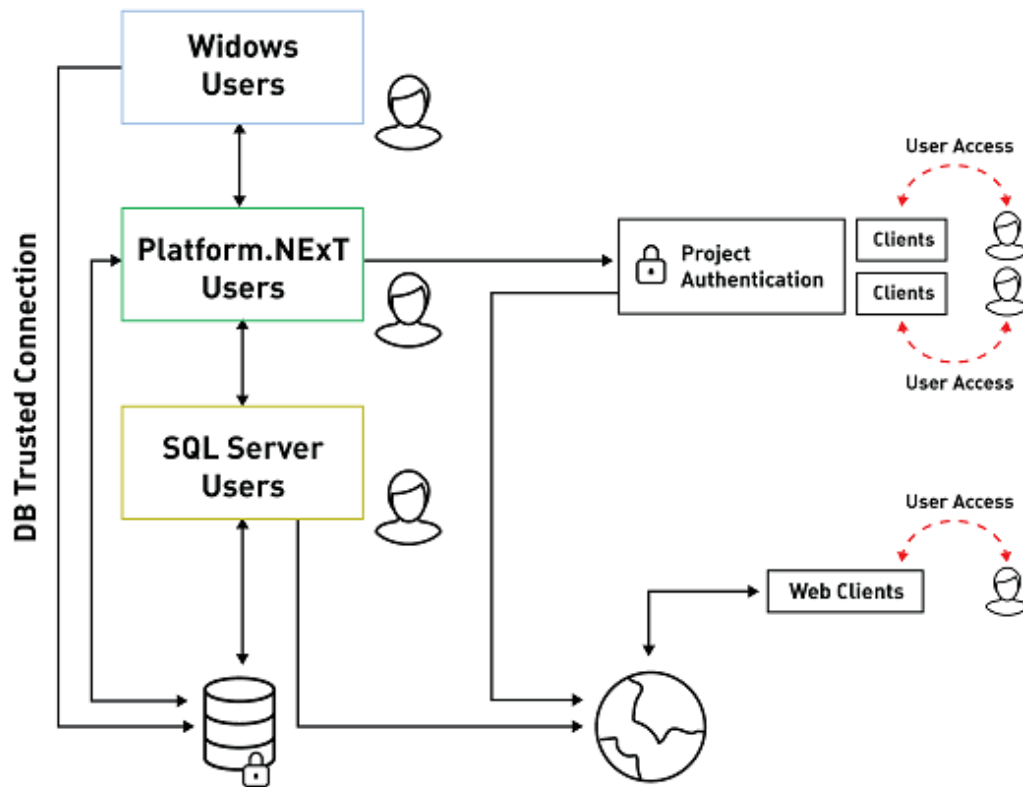 Widows
Users
User Access
Platform.NExT
Users
Project
Authentication
Clients
Clients
User Access
DB Trusted Connection
SQL Server
Users
User Access
Web Clients